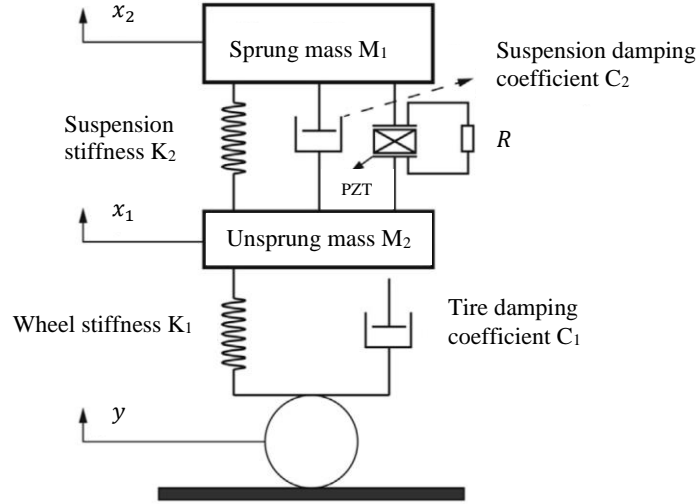 x₂
Sprung mass M₁
Suspension damping
coefficient C₂
Suspension
stiffness K₂
R
PZT
x₁
Unsprung mass M₂
Wheel stiffness K₁
Tire damping
coefficient C₁
y